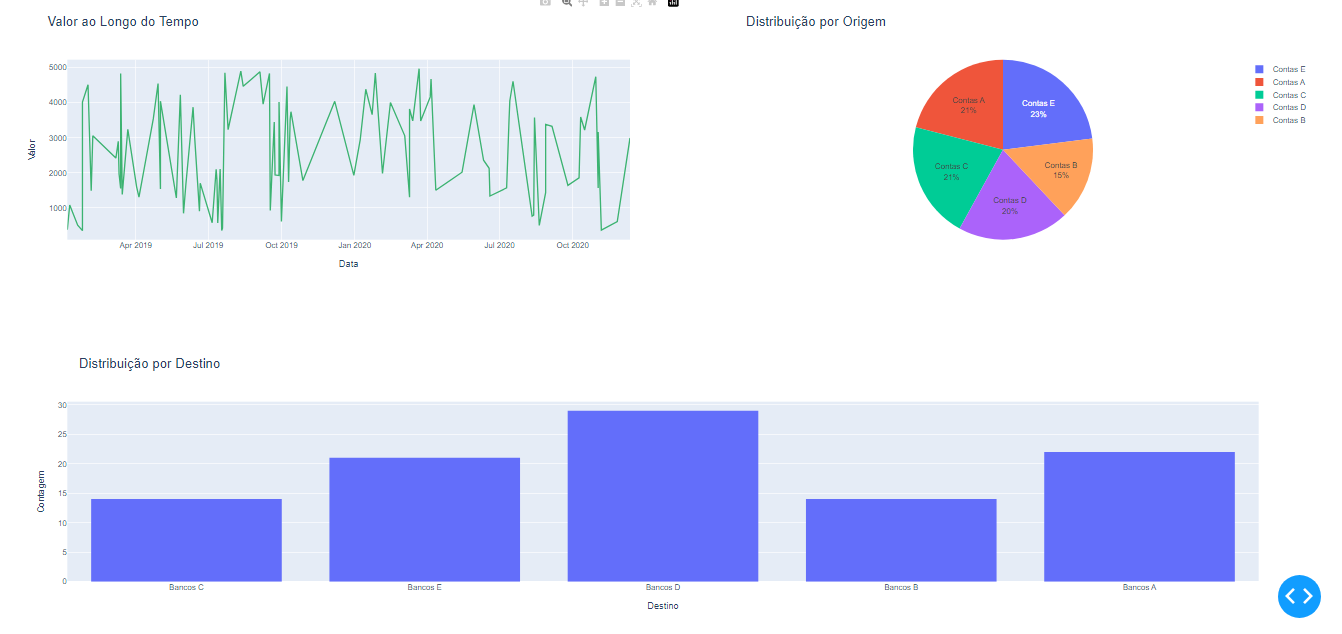 Valor ao Longo do Tempo
5000
4000
3000
2000
1000
Valor
Apr 2019
Jul 2019
Oct 2019
Jan 2020
Apr 2020
Jul 2020
Oct 2020
Data
Distribuição por Origem
Contas E
23%
Contas B
15%
Contas D
20%
Contas C
21%
Contas A
21%
Contas E
Contas A
Contas C
Contas D
Contas B
Distribuição por Destino
30
25
20
15
10
5
0
Contagem
Bancos C
Bancos E
Bancos D
Bancos B
Bancos A
Destino